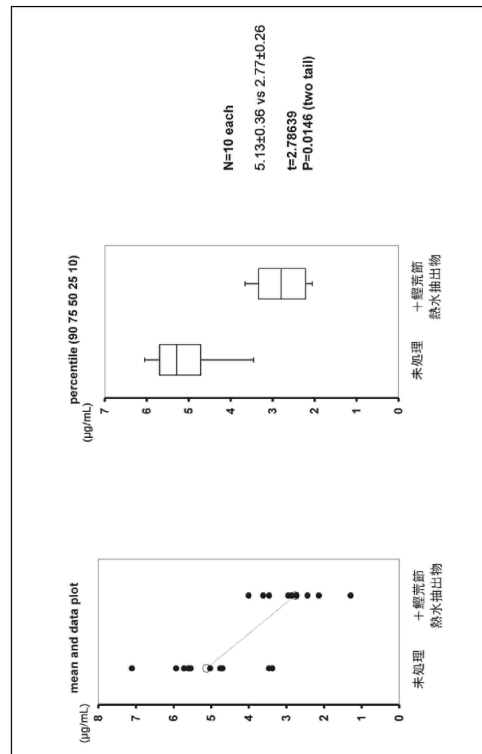 mean and data plot
(μg/mL)
8
7
6
5
4
3
2
1
0
未処理
＋鰹荒節
熱水抽出物
percentile (90 75 50 25 10)
(μg/mL)
7
6
5
4
3
2
1
0
未処理
＋鰹荒節
熱水抽出物
N=10 each
5.13±0.36 vs 2.77±0.26
t=2.78639
P=0.0146 (two tail)